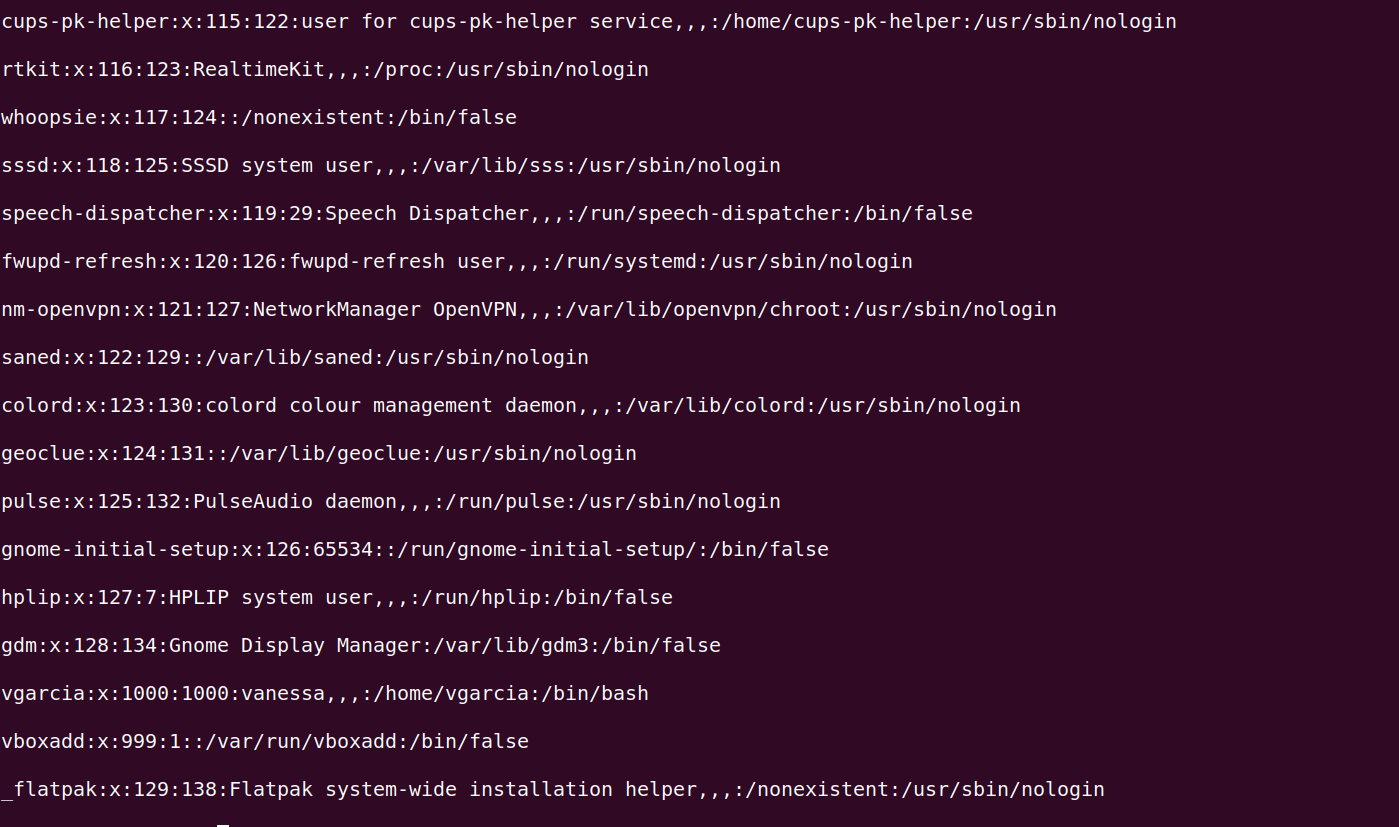 cups-pk-helper:x:115:122:user for cups-pk-helper service,,,:/home/cups-pk-helper:/usr/sbin/nologin
rtkit:x:116:123:RealtimeKit,,,:/proc:/usr/sbin/nologin
whoopsie:x:117:124::/nonexistent:/bin/false
sssd:x:118:125:SSSD system user,,,:/var/lib/sss:/usr/sbin/nologin
speech-dispatcher:x:119:29:Speech Dispatcher,,,:/run/speech-dispatcher:/bin/false
fwupd-refresh:x:120:126:fwupd-refresh user,,,:/run/systemd:/usr/sbin/nologin
nm-openvpn:x:121:127:NetworkManager OpenVPN,,,:/var/lib/openvpn/chroot:/usr/sbin/nologin
saned:x:122:129::/var/lib/saned:/usr/sbin/nologin
colord:x:123:130:colord colour management daemon,,,:/var/lib/colord:/usr/sbin/nologin
geoclue:x:124:131::/var/lib/geoclue:/usr/sbin/nologin
pulse:x:125:132:PulseAudio daemon,,,:/run/pulse:/usr/sbin/nologin
gnome-initial-setup:x:126:65534::/run/gnome-initial-setup/:/bin/false
hplip:x:127:7:HPLIP system user,,,:/run/hplip:/bin/false
gdm:x:128:134:Gnome Display Manager:/var/lib/gdm3:/bin/false
vgarcia:x:1000:1000:vanessa,,,:/home/vgarcia:/bin/bash
vboxadd:x:999:1::/var/run/vboxadd:/bin/false
_flatpak:x:129:138:Flatpak system-wide installation helper,,,:/nonexistent:/usr/sbin/nologin